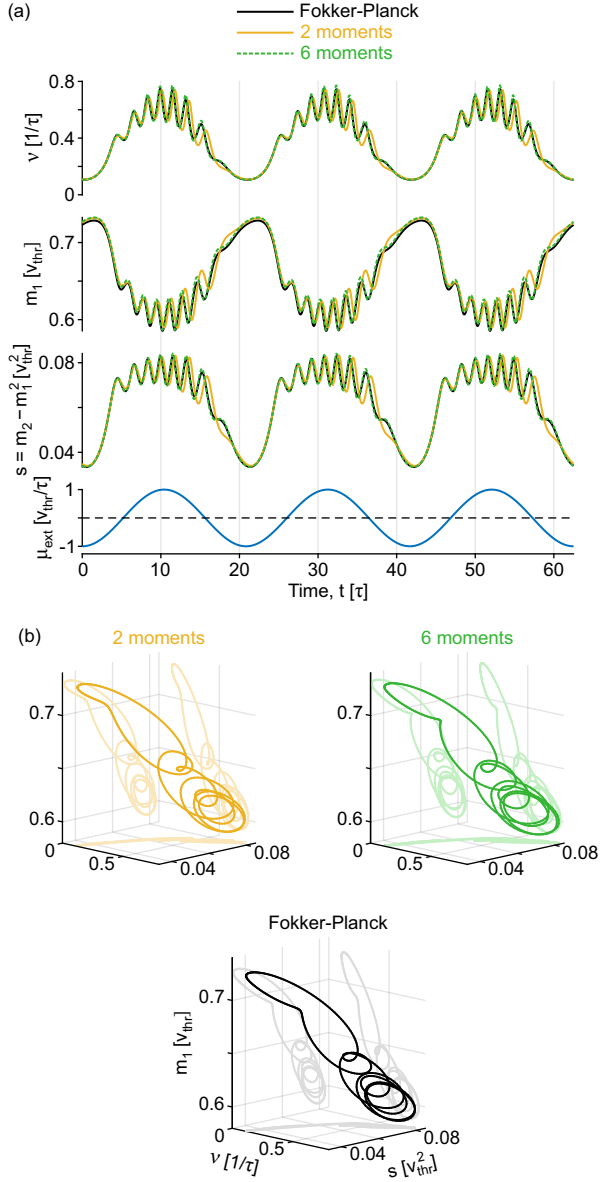 (a)
Fokker-Planck
2 moments
6 moments
0.8
0.4
0
ν [1/τ]
0.7
0.6
m₁ [vₜₕᵣ]
0.08
0.04
s = m₂ − m₁² [v²ₜₕᵣ]
1
-1
μₑₓₜ [vₜₕᵣ/τ]
0 10 20 30 40 50 60
Time, t [τ]
(b)
2 moments
6 moments
0.7
0.6
0
0.5
0.04
0.08
0.7
0.6
0
0.5
0.04
0.08
Fokker-Planck
0.7
0.6
m₁ [vₜₕᵣ]
0
0.5
0.04
0.08
ν [1/τ]
s [v²ₜₕᵣ]